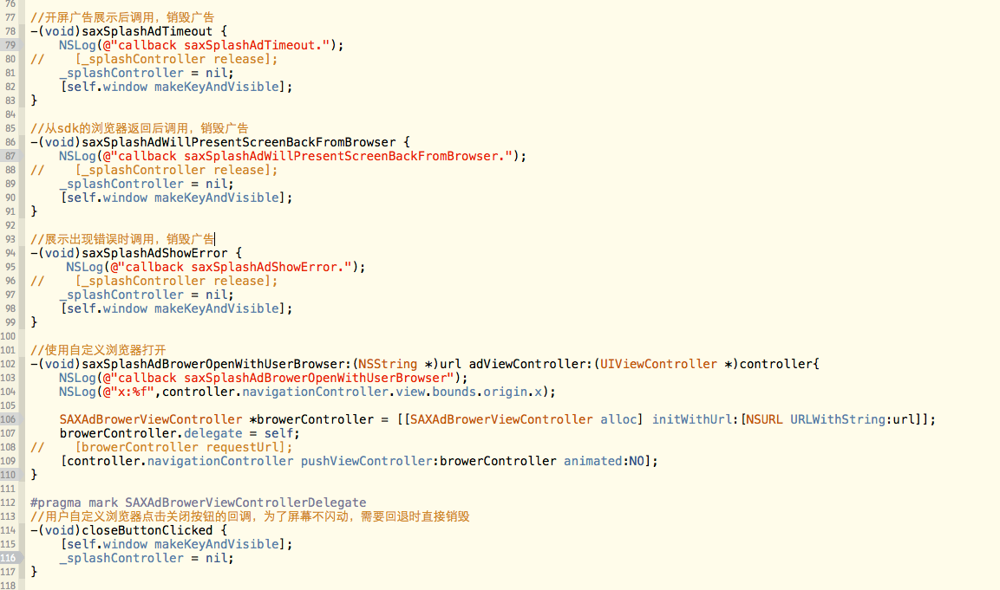 76
77 //开屏广告展示后调用，销毁广告
78 -(void)saxSplashAdTimeout {
79     NSLog(@"callback saxSplashAdTimeout.");
80 //    [_splashController release];
81     _splashController = nil;
82     [self.window makeKeyAndVisible];
83 }
84
85 //从sdk的浏览器返回后调用，销毁广告
86 -(void)saxSplashAdWillPresentScreenBackFromBrowser {
87     NSLog(@"callback saxSplashAdWillPresentScreenBackFromBrowser.");
88 //    [_splashController release];
89     _splashController = nil;
90     [self.window makeKeyAndVisible];
91 }
92
93 //展示出现错误时调用，销毁广告
94 -(void)saxSplashAdShowError {
95      NSLog(@"callback saxSplashAdShowError.");
96 //    [_splashController release];
97     _splashController = nil;
98     [self.window makeKeyAndVisible];
99 }
100
101 //使用自定义浏览器打开
102 -(void)saxSplashAdBrowerOpenWithUserBrowser:(NSString *)url adViewController:(UIViewController *)controller{
103     NSLog(@"callback saxSplashAdBrowerOpenWithUserBrowser");
104     NSLog(@"x:%f",controller.navigationController.view.bounds.origin.x);
105
106     SAXAdBrowerViewController *browerController = [[SAXAdBrowerViewController alloc] initWithUrl:[NSURL URLWithString:url]];
107     browerController.delegate = self;
108 //    [browerController requestUrl];
109     [controller.navigationController pushViewController:browerController animated:NO];
110 }
111
112 #pragma mark SAXAdBrowerViewControllerDelegate
113 //用户自定义浏览器点击关闭按钮的回调，为了屏幕不闪动，需要回退时直接销毁
114 -(void)closeButtonClicked {
115     [self.window makeKeyAndVisible];
116     _splashController = nil;
117 }
118